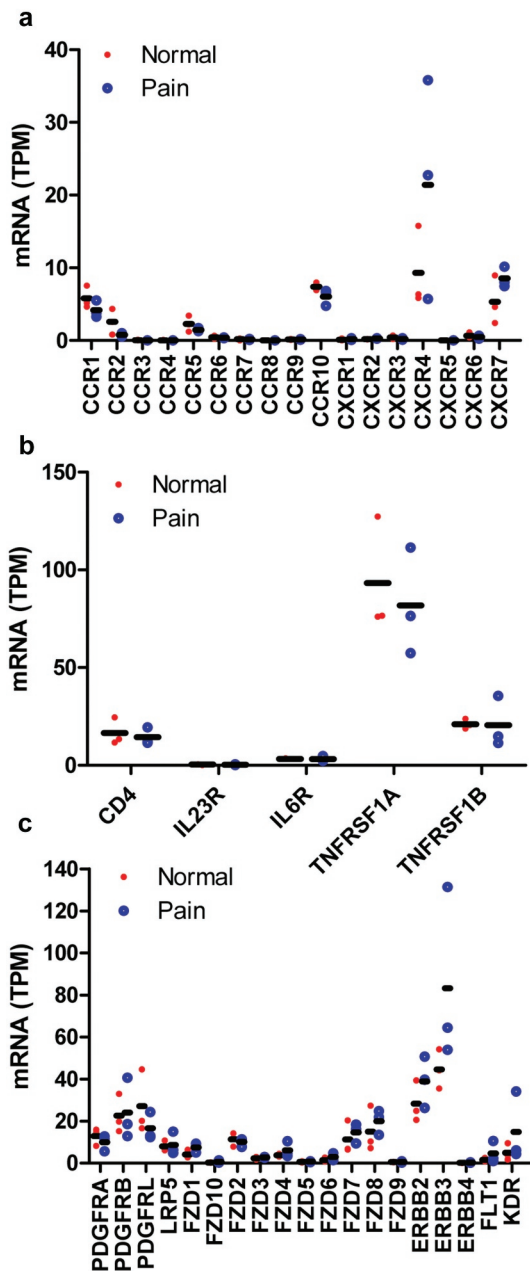 a
40
30
20
10
0
mRNA (TPM)
Normal
Pain
CCR1
CCR2
CCR3
CCR4
CCR5
CCR6
CCR7
CCR8
CCR9
CCR10
CXCR1
CXCR2
CXCR3
CXCR4
CXCR5
CXCR6
CXCR7
b
150
100
50
0
mRNA (TPM)
Normal
Pain
CD4
IL23R
IL6R
TNFRSF1A
TNFRSF1B
c
140
120
100
80
60
40
20
0
mRNA (TPM)
Normal
Pain
PDGFRA
PDGFRB
PDGFRL
LRP5
FZD1
FZD10
FZD2
FZD3
FZD4
FZD5
FZD6
FZD7
FZD8
FZD9
ERBB2
ERBB3
ERBB4
FLT1
KDR